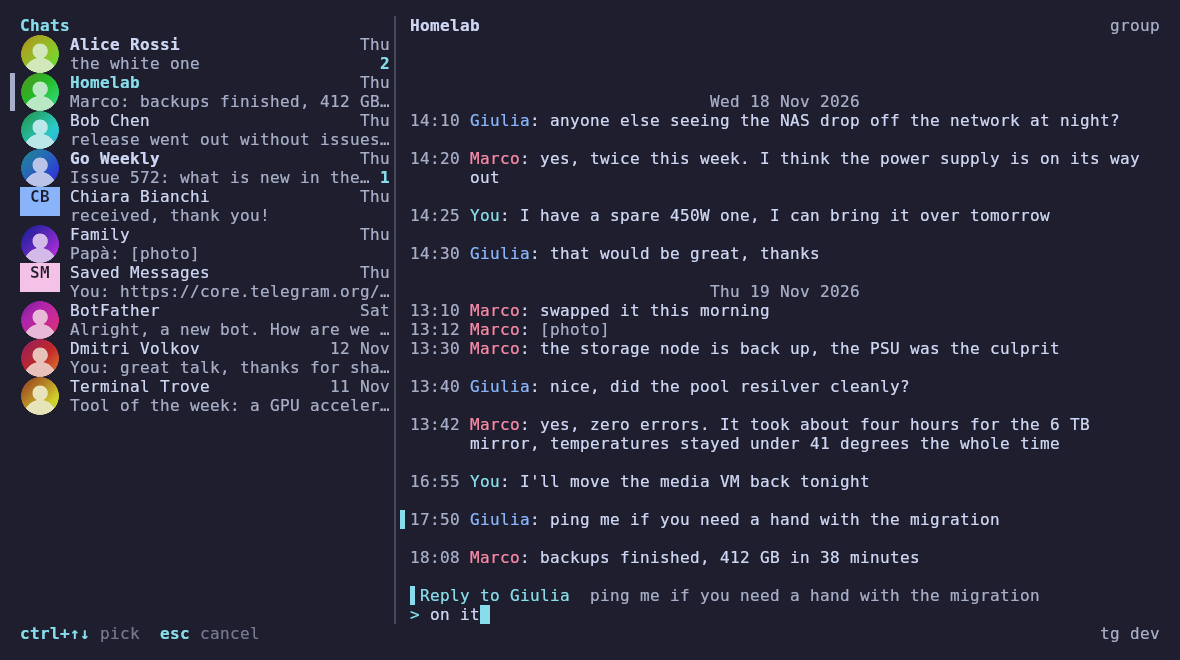 Chats
Alice Rossi Thu
the white one 2
Homelab Thu
Marco: backups finished, 412 GB…
Bob Chen Thu
release went out without issues…
Go Weekly Thu
Issue 572: what is new in the… 1
CB Chiara Bianchi Thu
received, thank you!
Family Thu
Papà: [photo]
SM Saved Messages Thu
You: https://core.telegram.org/…
BotFather Sat
Alright, a new bot. How are we …
Dmitri Volkov 12 Nov
You: great talk, thanks for sha…
Terminal Trove 11 Nov
Tool of the week: a GPU acceler…
Homelab group
Wed 18 Nov 2026
14:10 Giulia: anyone else seeing the NAS drop off the network at night?
14:20 Marco: yes, twice this week. I think the power supply is on its way
out
14:25 You: I have a spare 450W one, I can bring it over tomorrow
14:30 Giulia: that would be great, thanks
Thu 19 Nov 2026
13:10 Marco: swapped it this morning
13:12 Marco: [photo]
13:30 Marco: the storage node is back up, the PSU was the culprit
13:40 Giulia: nice, did the pool resilver cleanly?
13:42 Marco: yes, zero errors. It took about four hours for the 6 TB
mirror, temperatures stayed under 41 degrees the whole time
16:55 You: I'll move the media VM back tonight
17:50 Giulia: ping me if you need a hand with the migration
18:08 Marco: backups finished, 412 GB in 38 minutes
Reply to Giulia ping me if you need a hand with the migration
> on it
ctrl+↑↓ pick esc cancel
tg dev